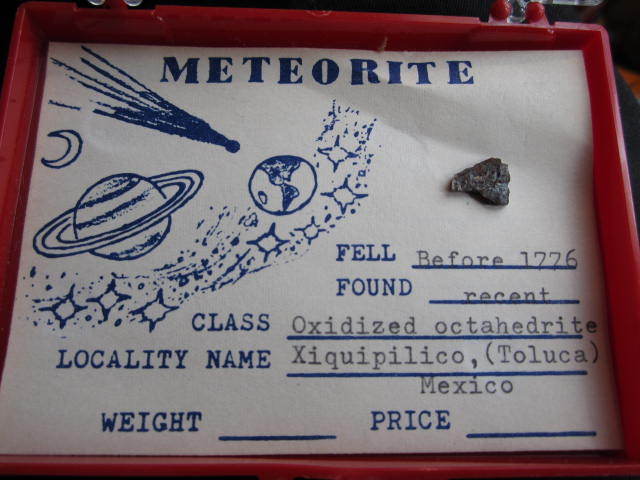 METEORITE
FELL Before 1776
FOUND recent
CLASS Oxidized octahedrite
LOCALITY NAME Xiquipilico, (Toluca)
Mexico
WEIGHT PRICE